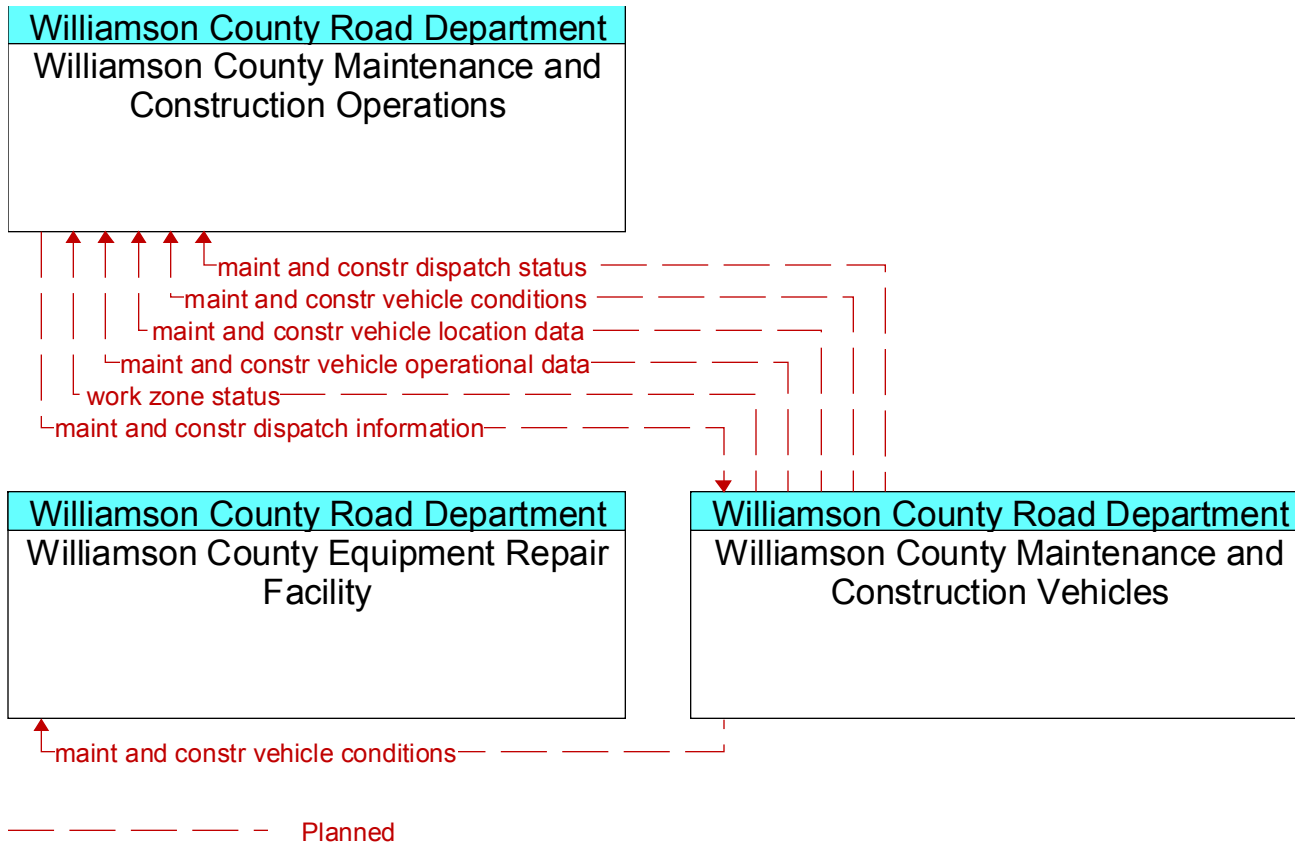 Williamson County Road Department
Williamson County Maintenance and
Construction Operations
maint and constr dispatch status
maint and constr vehicle conditions
maint and constr vehicle location data
maint and constr vehicle operational data
work zone status
maint and constr dispatch information
Williamson County Road Department
Williamson County Equipment Repair
Facility
Williamson County Road Department
Williamson County Maintenance and
Construction Vehicles
maint and constr vehicle conditions
Planned